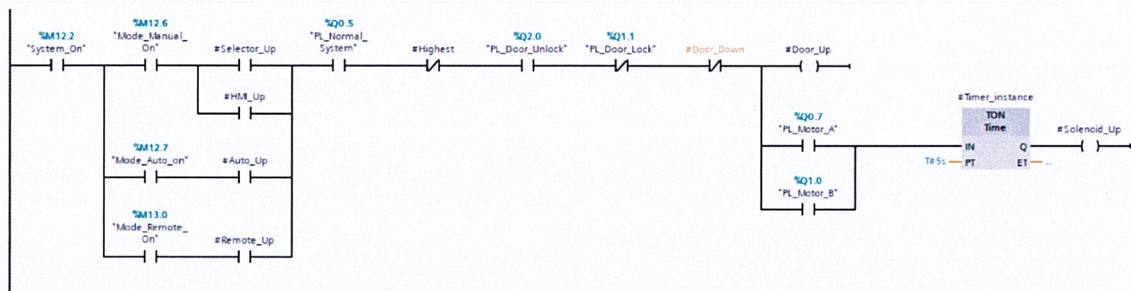 %M12.2
"System_On"
%M12.6
"Mode_Manual_
On"
#Selector_Up
#HMI_Up
%M12.7
"Mode_Auto_on"
#Auto_Up
%M13.0
"Mode_Remote_
On"
#Remote_Up
%Q0.5
"PL_Normal_
System"
#Highest
%Q2.0
"PL_Door_Unlock"
%Q1.1
"PL_Door_Lock"
#Door_Down
#Door_Up
%Q0.7
"PL_Motor_A"
%Q1.0
"PL_Motor_B"
#Timer_instance
TON
Time
IN
Q
T#5s
PT
ET
...
#Solenoid_Up